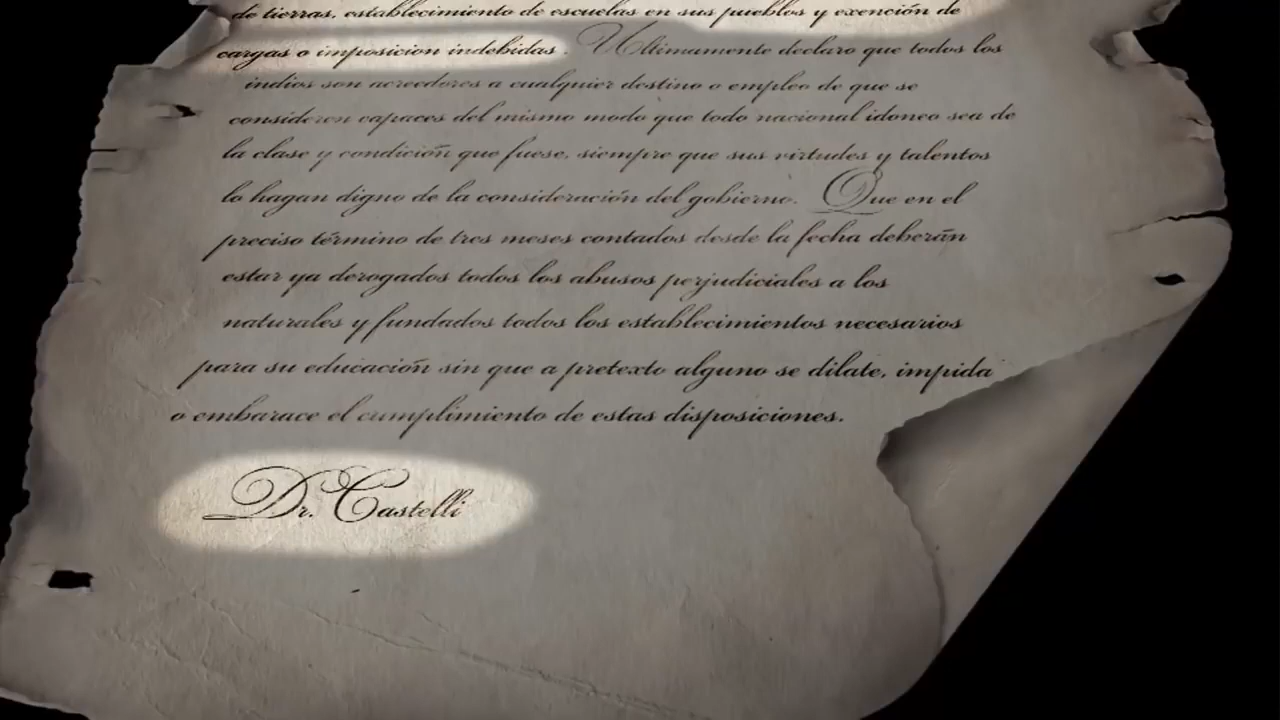 de tierras, establecimiento de escuelas en sus pueblos y exención de
cargas o imposicion indebidas. Ultimamente declaro que todos los
indios son acreedores a cualquier destino o empleo de que se
consideren capaces del mismo modo que todo nacional idoneo sea de
la clase y condición que fuese, siempre que sus virtudes y talentos
lo hagan digno de la consideración del gobierno. Que en el
preciso término de tres meses contados desde la fecha deberán
estar ya derogados todos los abusos perjudiciales a los
naturales y fundados todos los establecimientos necesarios
para su educación sin que a pretexto alguno se dilate, impida
o embarace el cumplimiento de estas disposiciones.
Dr. Castelli